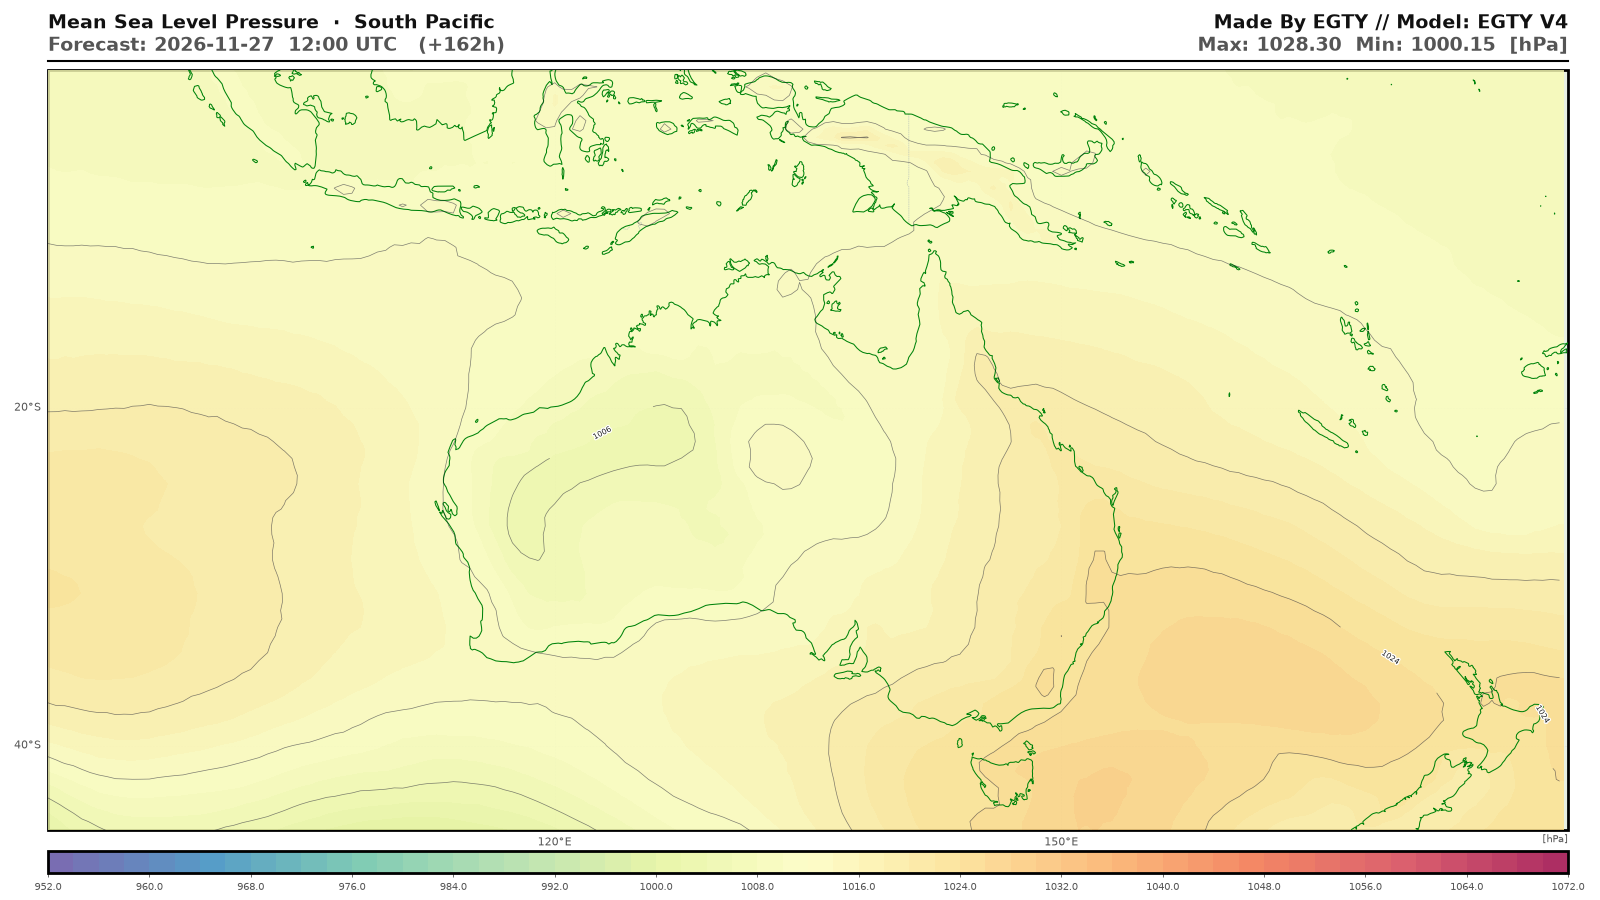 Mean Sea Level Pressure · South Pacific
Made By EGTY // Model: EGTY V4
Forecast: 2026-11-27 12:00 UTC (+162h)
Max: 1028.30 Min: 1000.15 [hPa]
20°S
1006
1024
1024
40°S
120°E
150°E
[hPa]
952.0 960.0 968.0 976.0 984.0 992.0 1000.0 1008.0 1016.0 1024.0 1032.0 1040.0 1048.0 1056.0 1064.0 1072.0